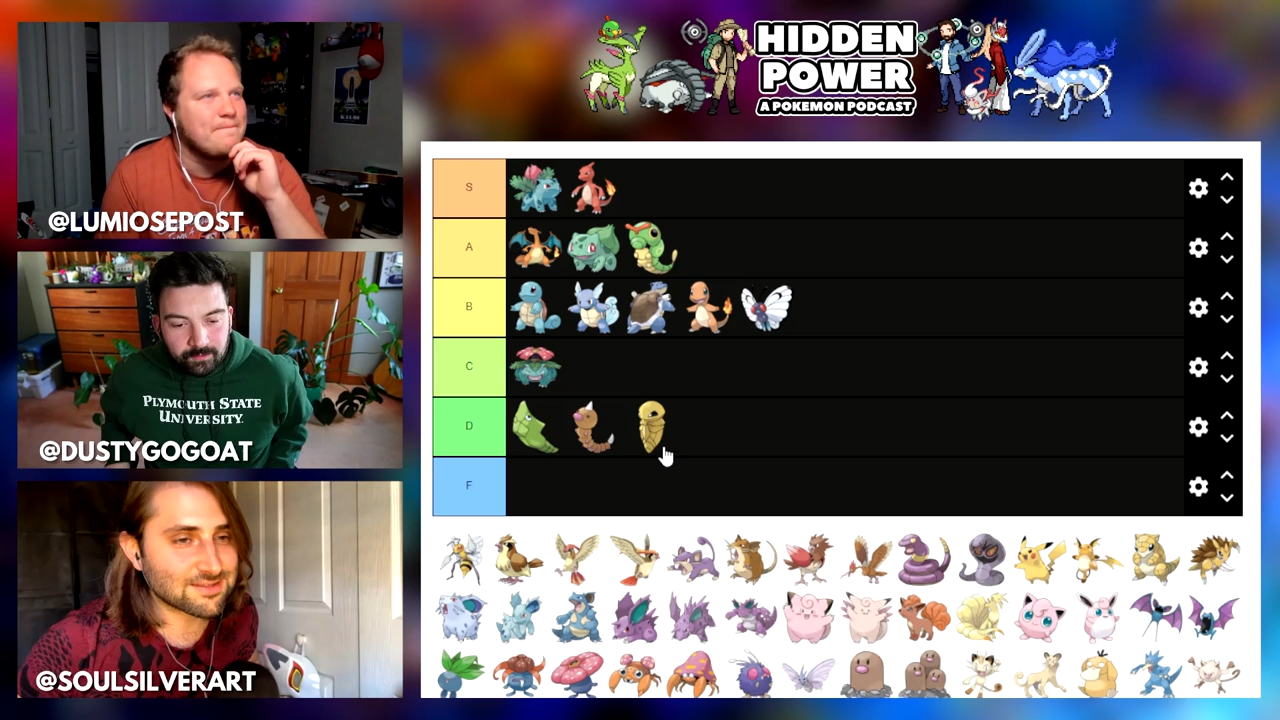 HIDDEN
POWER
A POKEMON PODCAST
@LUMIOSEPOST
PLYMOUTH STATE
UNIVERSITY.
@DUSTYGOGOAT
@SOULSILVERART
S
A
B
C
D
F